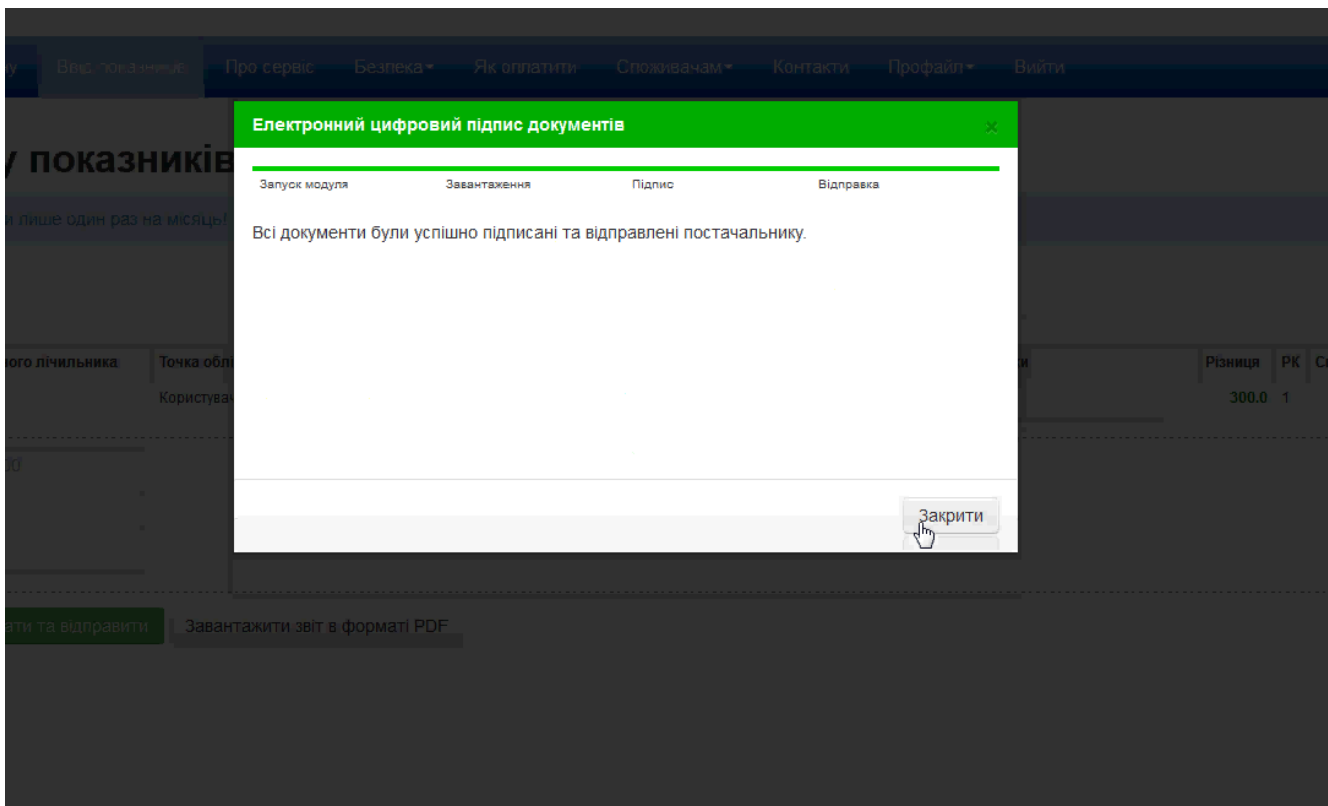 Ввід показників Про сервіс Безпека Як оплатити Споживачам Контакти Профайл Вийти
Електронний цифровий підпис документів ×
у показників
Запуск модуля Завантаження Підпис Відправка
и лише один раз на місяць!
Всі документи були успішно підписані та відправлені постачальнику.
лічильника Точка Різниця РК
300.0 1
Закрити
та відправити Завантажити звіт в форматі PDF